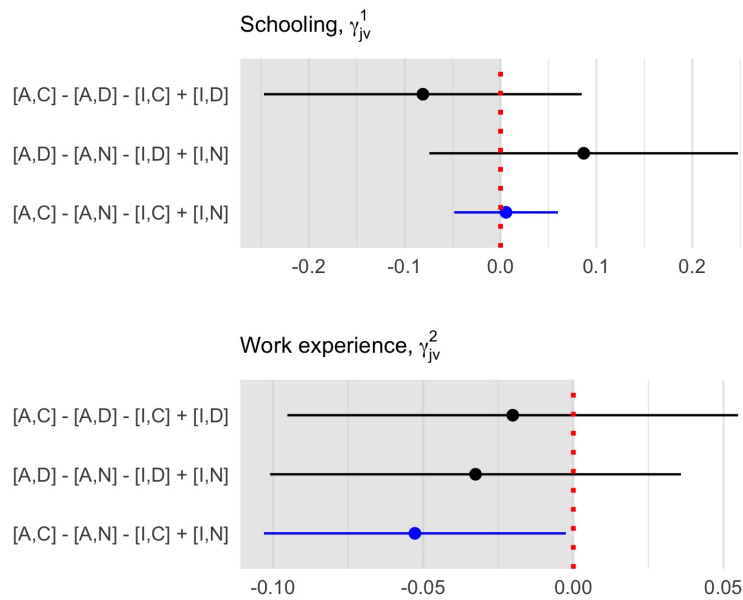 Schooling, γ¹ⱼᵥ
[A,C] - [A,D] - [I,C] + [I,D]
[A,D] - [A,N] - [I,D] + [I,N]
[A,C] - [A,N] - [I,C] + [I,N]
-0.2 -0.1 0.0 0.1 0.2
Work experience, γ²ⱼᵥ
[A,C] - [A,D] - [I,C] + [I,D]
[A,D] - [A,N] - [I,D] + [I,N]
[A,C] - [A,N] - [I,C] + [I,N]
-0.10 -0.05 0.00 0.05